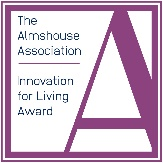 The
Almshouse
Association
Innovation
for Living
Award
A